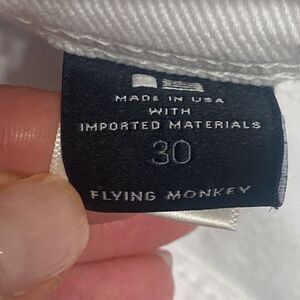 MADE IN USA
WITH
IMPORTED MATERIALS
30
FLYING MONKEY